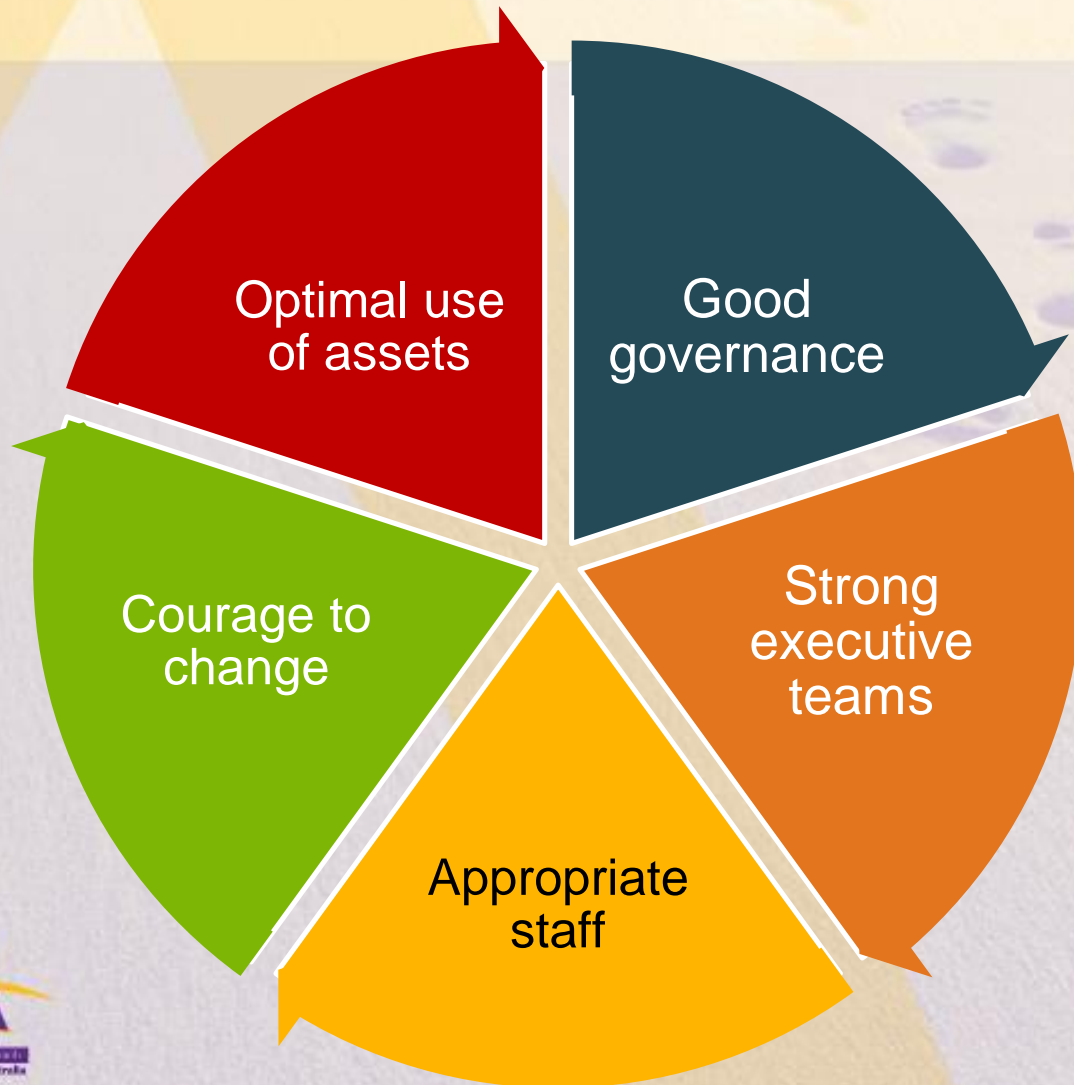 Optimal use
of assets
Good
governance
Strong
executive
teams
Appropriate
staff
Courage to
change